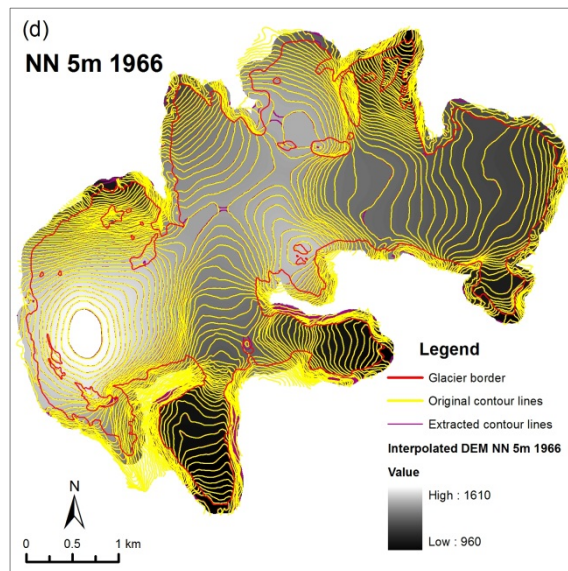 (d)
NN 5m 1966
Legend
Glacier border
Original contour lines
Extracted contour lines
Interpolated DEM NN 5m 1966
Value
High : 1610
Low : 960
N
0 0.5 1 km